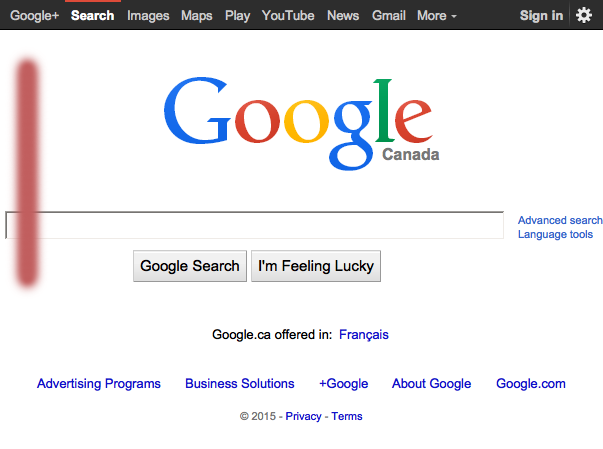 Google+ Search Images Maps Play YouTube News Gmail More Sign in
Google
Canada
Advanced search
Language tools
Google Search I'm Feeling Lucky
Google.ca offered in: Français
Advertising Programs Business Solutions +Google About Google Google.com
© 2015 - Privacy - Terms